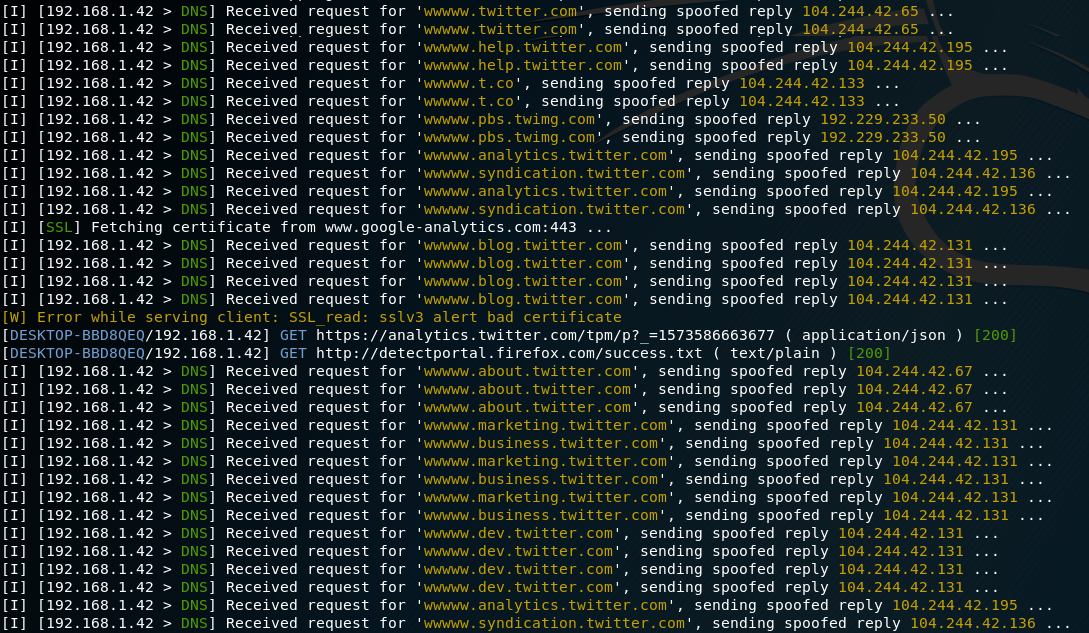 [I] [192.168.1.42 > DNS] Received request for 'wwwww.twitter.com', sending spoofed reply 104.244.42.65 ...
[I] [192.168.1.42 > DNS] Received request for 'wwwww.twitter.com', sending spoofed reply 104.244.42.65 ...
[I] [192.168.1.42 > DNS] Received request for 'wwwww.help.twitter.com', sending spoofed reply 104.244.42.195 ...
[I] [192.168.1.42 > DNS] Received request for 'wwwww.help.twitter.com', sending spoofed reply 104.244.42.195 ...
[I] [192.168.1.42 > DNS] Received request for 'wwwww.t.co', sending spoofed reply 104.244.42.133 ...
[I] [192.168.1.42 > DNS] Received request for 'wwwww.t.co', sending spoofed reply 104.244.42.133 ...
[I] [192.168.1.42 > DNS] Received request for 'wwwww.pbs.twimg.com', sending spoofed reply 192.229.233.50 ...
[I] [192.168.1.42 > DNS] Received request for 'wwwww.pbs.twimg.com', sending spoofed reply 192.229.233.50 ...
[I] [192.168.1.42 > DNS] Received request for 'wwwww.analytics.twitter.com', sending spoofed reply 104.244.42.195 ...
[I] [192.168.1.42 > DNS] Received request for 'wwwww.syndication.twitter.com', sending spoofed reply 104.244.42.136 ...
[I] [192.168.1.42 > DNS] Received request for 'wwwww.analytics.twitter.com', sending spoofed reply 104.244.42.195 ...
[I] [192.168.1.42 > DNS] Received request for 'wwwww.syndication.twitter.com', sending spoofed reply 104.244.42.136 ...
[I] [SSL] Fetching certificate from www.google-analytics.com:443 ...
[I] [192.168.1.42 > DNS] Received request for 'wwwww.blog.twitter.com', sending spoofed reply 104.244.42.131 ...
[I] [192.168.1.42 > DNS] Received request for 'wwwww.blog.twitter.com', sending spoofed reply 104.244.42.131 ...
[I] [192.168.1.42 > DNS] Received request for 'wwwww.blog.twitter.com', sending spoofed reply 104.244.42.131 ...
[I] [192.168.1.42 > DNS] Received request for 'wwwww.blog.twitter.com', sending spoofed reply 104.244.42.131 ...
[W] Error while serving client: SSL_read: sslv3 alert bad certificate
[DESKTOP-BBD8QEQ/192.168.1.42] GET https://analytics.twitter.com/tpm/p?_=1573586663677 ( application/json ) [200]
[DESKTOP-BBD8QEQ/192.168.1.42] GET http://detectportal.firefox.com/success.txt ( text/plain ) [200]
[I] [192.168.1.42 > DNS] Received request for 'wwwww.about.twitter.com', sending spoofed reply 104.244.42.67 ...
[I] [192.168.1.42 > DNS] Received request for 'wwwww.about.twitter.com', sending spoofed reply 104.244.42.67 ...
[I] [192.168.1.42 > DNS] Received request for 'wwwww.about.twitter.com', sending spoofed reply 104.244.42.67 ...
[I] [192.168.1.42 > DNS] Received request for 'wwwww.marketing.twitter.com', sending spoofed reply 104.244.42.131 ...
[I] [192.168.1.42 > DNS] Received request for 'wwwww.business.twitter.com', sending spoofed reply 104.244.42.131 ...
[I] [192.168.1.42 > DNS] Received request for 'wwwww.marketing.twitter.com', sending spoofed reply 104.244.42.131 ...
[I] [192.168.1.42 > DNS] Received request for 'wwwww.business.twitter.com', sending spoofed reply 104.244.42.131 ...
[I] [192.168.1.42 > DNS] Received request for 'wwwww.marketing.twitter.com', sending spoofed reply 104.244.42.131 ...
[I] [192.168.1.42 > DNS] Received request for 'wwwww.business.twitter.com', sending spoofed reply 104.244.42.131 ...
[I] [192.168.1.42 > DNS] Received request for 'wwwww.dev.twitter.com', sending spoofed reply 104.244.42.131 ...
[I] [192.168.1.42 > DNS] Received request for 'wwwww.dev.twitter.com', sending spoofed reply 104.244.42.131 ...
[I] [192.168.1.42 > DNS] Received request for 'wwwww.dev.twitter.com', sending spoofed reply 104.244.42.131 ...
[I] [192.168.1.42 > DNS] Received request for 'wwwww.dev.twitter.com', sending spoofed reply 104.244.42.131 ...
[I] [192.168.1.42 > DNS] Received request for 'wwwww.analytics.twitter.com', sending spoofed reply 104.244.42.195 ...
[I] [192.168.1.42 > DNS] Received request for 'wwwww.syndication.twitter.com', sending spoofed reply 104.244.42.136 ...